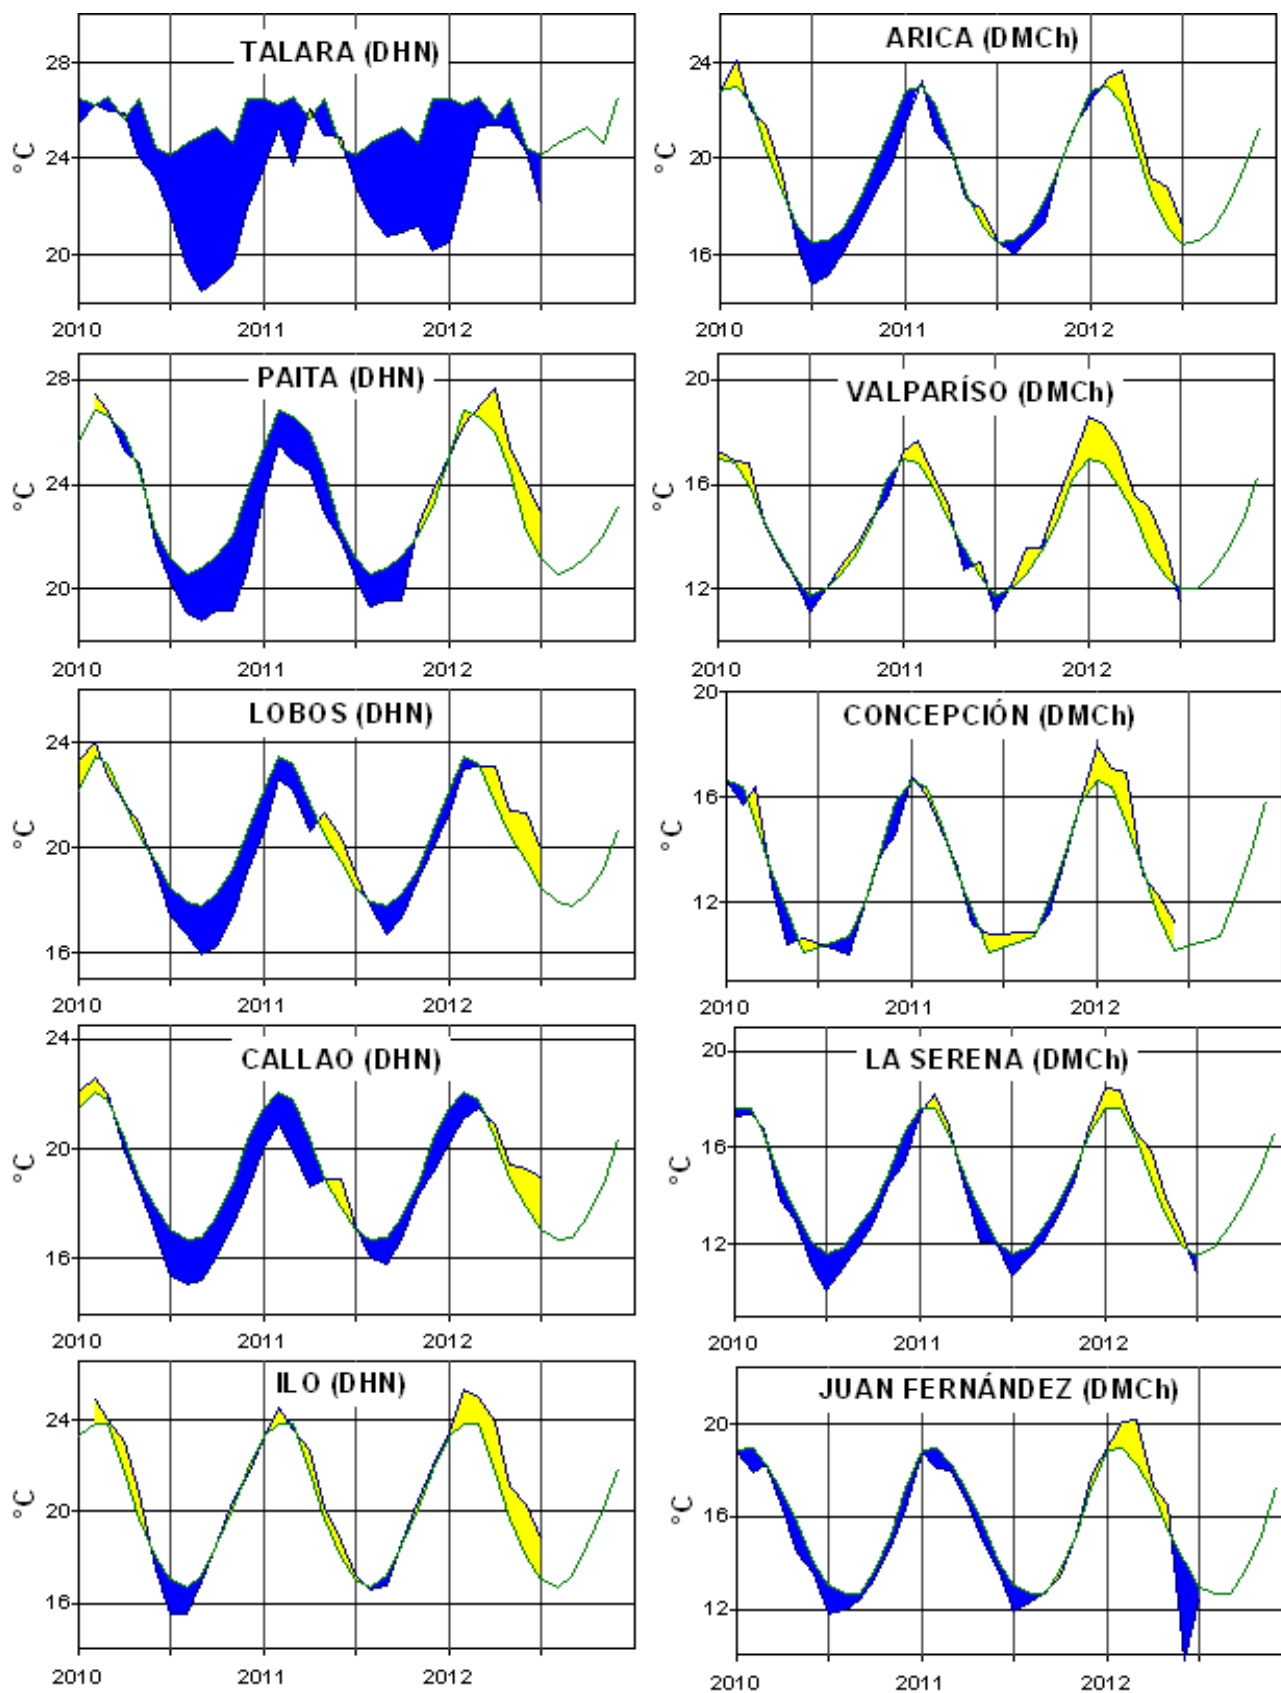 TALARA (DHN)
°C
28
24
20
2010 2011 2012
PAITA (DHN)
°C
28
24
20
2010 2011 2012
LOBOS (DHN)
°C
24
20
16
2010 2011 2012
CALLAO (DHN)
°C
24
20
16
2010 2011 2012
ILO (DHN)
°C
24
20
16
2010 2011 2012
ARICA (DMCh)
°C
24
20
16
2010 2011 2012
VALPARÍSO (DMCh)
°C
20
16
12
2010 2011 2012
CONCEPCIÓN (DMCh)
°C
20
16
12
2010 2011 2012
LA SERENA (DMCh)
°C
20
16
12
2010 2011 2012
JUAN FERNÁNDEZ (DMCh)
°C
20
16
12
2010 2011 2012